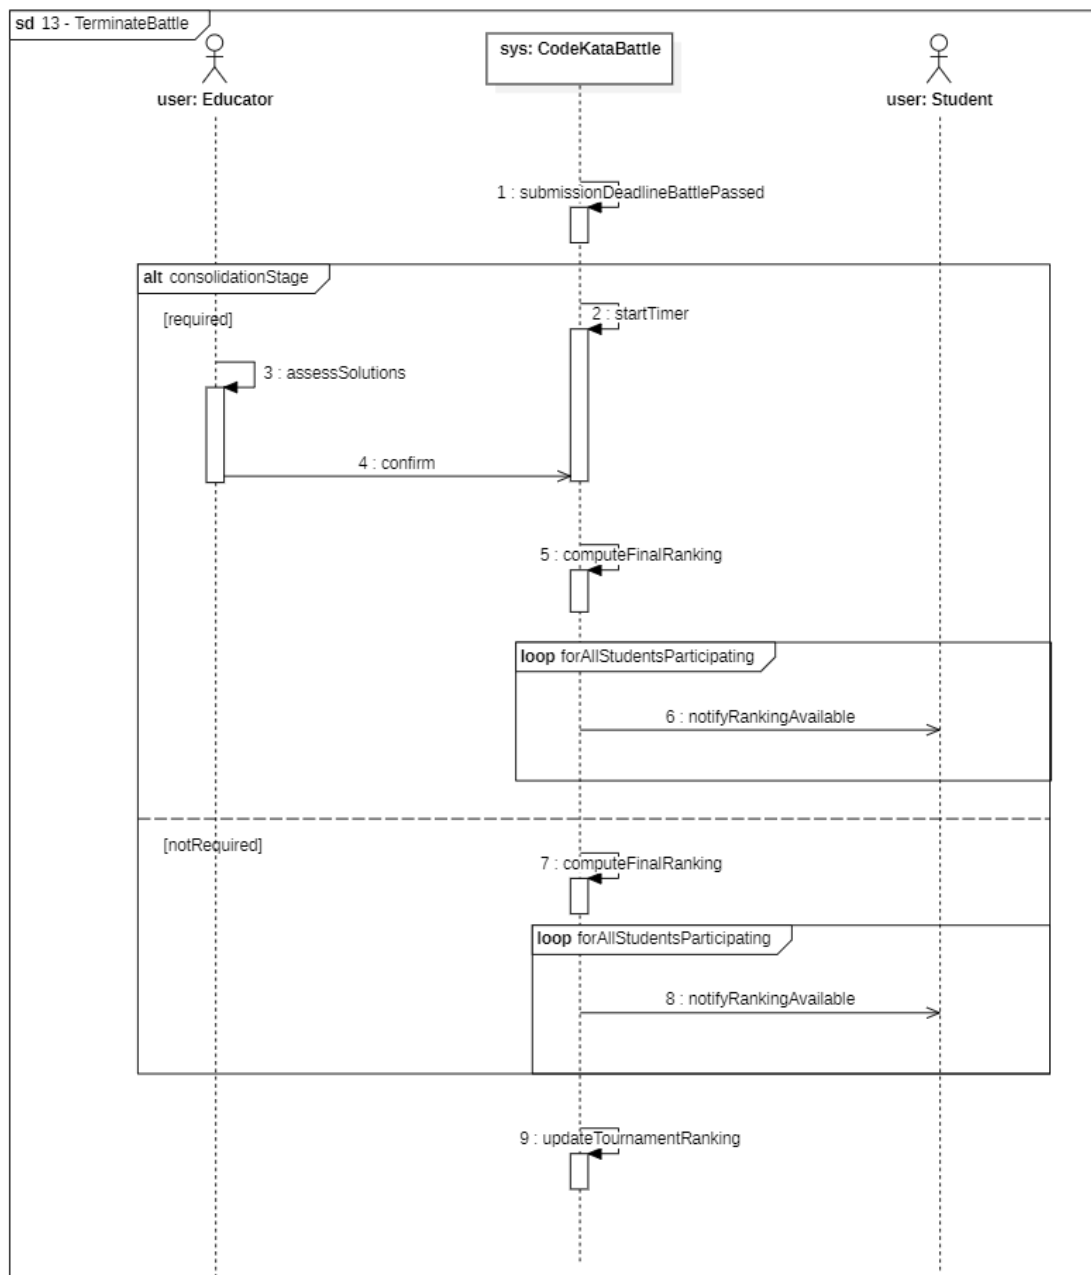 sd 13 - TerminateBattle
sys: CodeKataBattle
user: Educator
user: Student
1 : submissionDeadlineBattlePassed
alt consolidationStage
[required]
2 : startTimer
3 : assessSolutions
4 : confirm
5 : computeFinalRanking
loop forAllStudentsParticipating
6 : notifyRankingAvailable
[notRequired]
7 : computeFinalRanking
loop forAllStudentsParticipating
8 : notifyRankingAvailable
9 : updateTournamentRanking